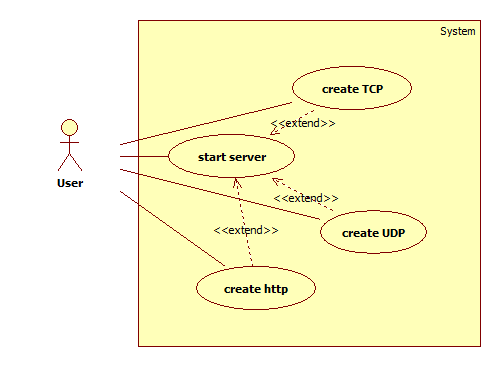 System
create TCP
<<extend>>
start server
User
<<extend>>
create UDP
<<extend>>
create http